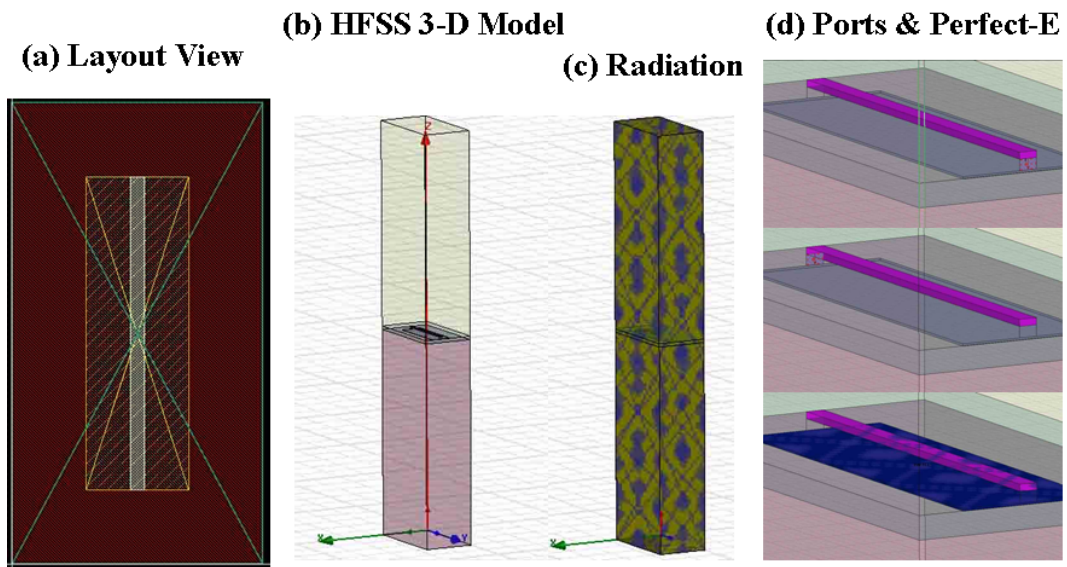 (a) Layout View
(b) HFSS 3-D Model
(c) Radiation
(d) Ports & Perfect-E
Z
Y